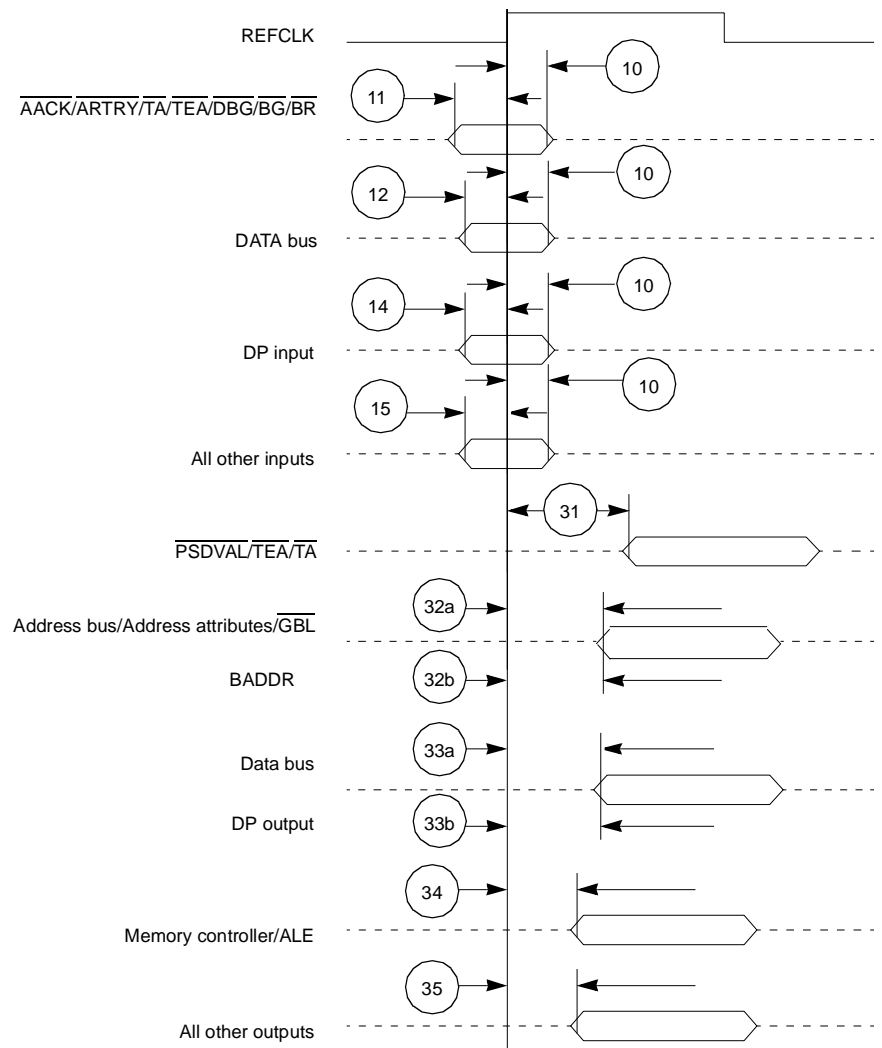 REFCLK
10
11
AACK/ARTRY/TA/TEA/DBG/BG/BR
10
12
DATA bus
10
14
DP input
10
15
All other inputs
31
PSDVAL/TEA/TA
32a
Address bus/Address attributes/GBL
BADDR
32b
33a
Data bus
DP output
33b
34
Memory controller/ALE
35
All other outputs